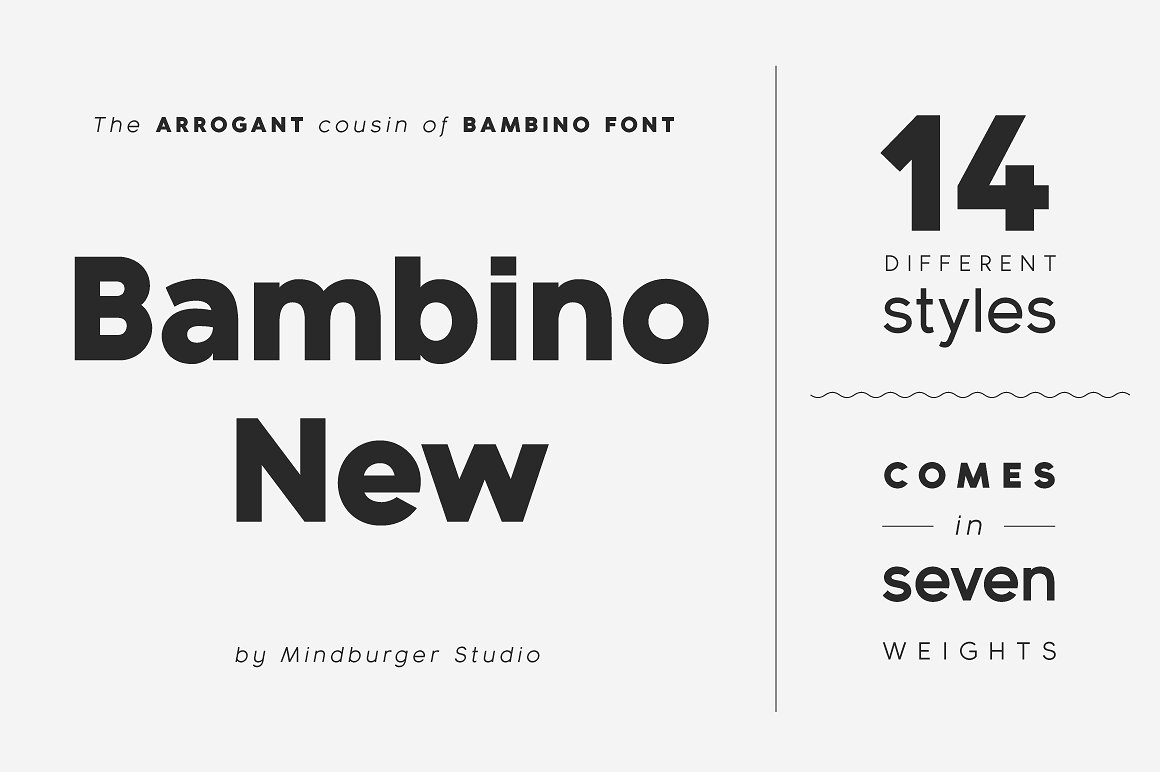 The ARROGANT cousin of BAMBINO FONT
Bambino
New
by Mindburger Studio
14
DIFFERENT
styles
COMES
in
seven
WEIGHTS